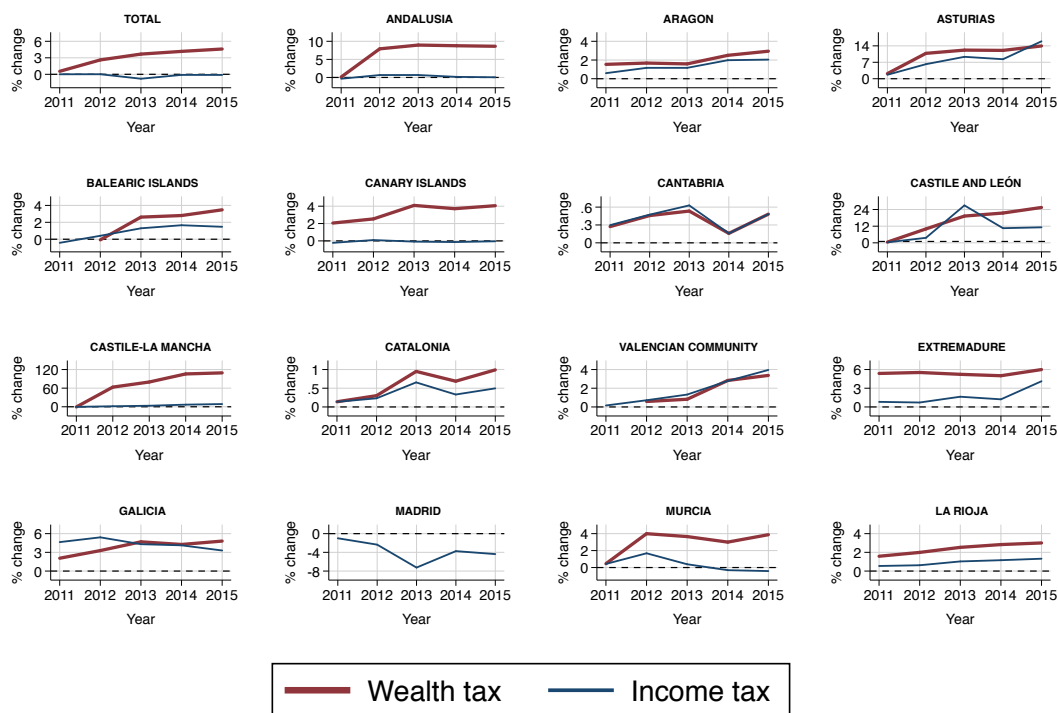 TOTAL
% change
6
3
0
2011 2012 2013 2014 2015
Year
ANDALUSIA
% change
10
5
0
2011 2012 2013 2014 2015
Year
ARAGON
% change
4
2
0
2011 2012 2013 2014 2015
Year
ASTURIAS
% change
14
7
0
2011 2012 2013 2014 2015
Year
BALEARIC ISLANDS
% change
4
2
0
2011 2012 2013 2014 2015
Year
CANARY ISLANDS
% change
4
2
0
2011 2012 2013 2014 2015
Year
CANTABRIA
% change
.6
.3
0
2011 2012 2013 2014 2015
Year
CASTILE AND LEÓN
% change
24
12
0
2011 2012 2013 2014 2015
Year
CASTILE-LA MANCHA
% change
120
60
0
2011 2012 2013 2014 2015
Year
CATALONIA
% change
1
.5
0
2011 2012 2013 2014 2015
Year
VALENCIAN COMMUNITY
% change
4
2
0
2011 2012 2013 2014 2015
Year
EXTREMADURE
% change
6
3
0
2011 2012 2013 2014 2015
Year
GALICIA
% change
6
3
0
2011 2012 2013 2014 2015
Year
MADRID
% change
0
-4
-8
2011 2012 2013 2014 2015
Year
MURCIA
% change
4
2
0
2011 2012 2013 2014 2015
Year
LA RIOJA
% change
4
2
0
2011 2012 2013 2014 2015
Year
Wealth tax Income tax